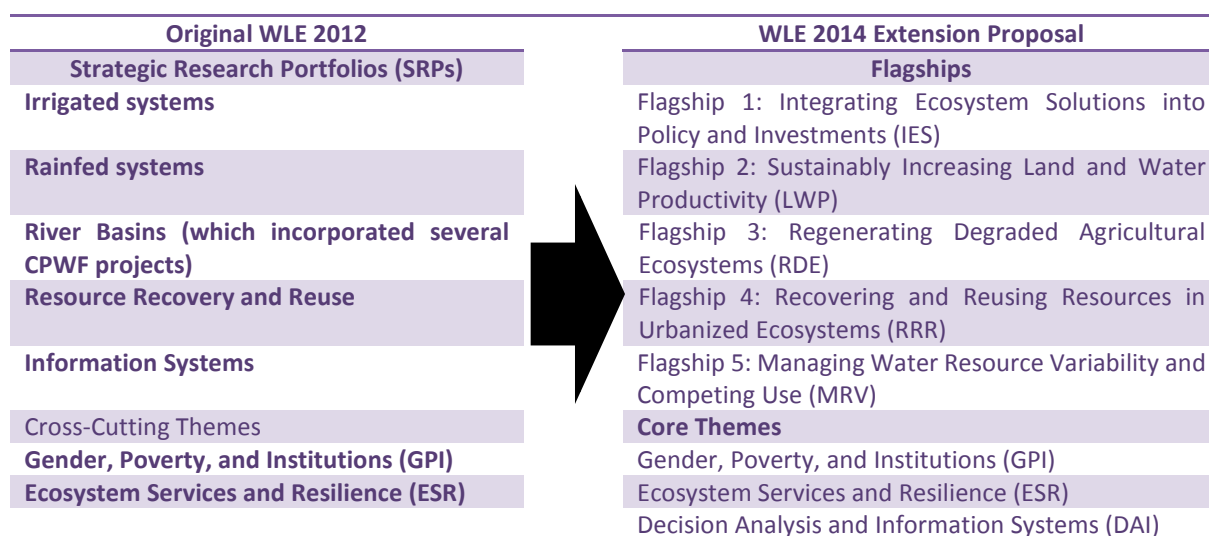 Original WLE 2012
WLE 2014 Extension Proposal
Strategic Research Portfolios (SRPs)
Flagships
Irrigated systems
Flagship 1: Integrating Ecosystem Solutions into
Policy and Investments (IES)
Rainfed systems
Flagship 2: Sustainably Increasing Land and Water
Productivity (LWP)
River Basins (which incorporated several
CPWF projects)
Flagship 3: Regenerating Degraded Agricultural
Ecosystems (RDE)
Resource Recovery and Reuse
Flagship 4: Recovering and Reusing Resources in
Urbanized Ecosystems (RRR)
Information Systems
Flagship 5: Managing Water Resource Variability and
Competing Use (MRV)
Cross-Cutting Themes
Core Themes
Gender, Poverty, and Institutions (GPI)
Gender, Poverty, and Institutions (GPI)
Ecosystem Services and Resilience (ESR)
Ecosystem Services and Resilience (ESR)
Decision Analysis and Information Systems (DAI)